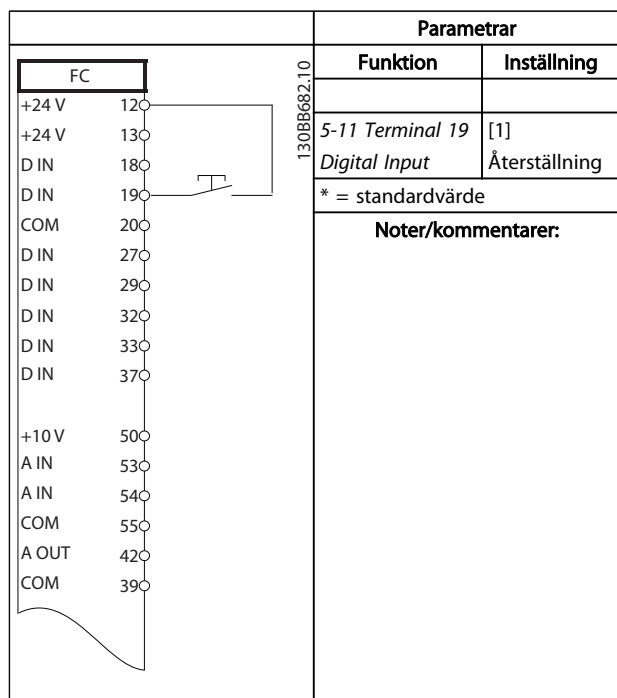 Parametrar
Funktion Inställning
5-11 Terminal 19 [1]
Digital Input Återställning
* = standardvärde
Noter/kommentarer:
130BB682.10
FC
+24 V 12
+24 V 13
D IN 18
D IN 19
COM 20
D IN 27
D IN 29
D IN 32
D IN 33
D IN 37
+10 V 50
A IN 53
A IN 54
COM 55
A OUT 42
COM 39